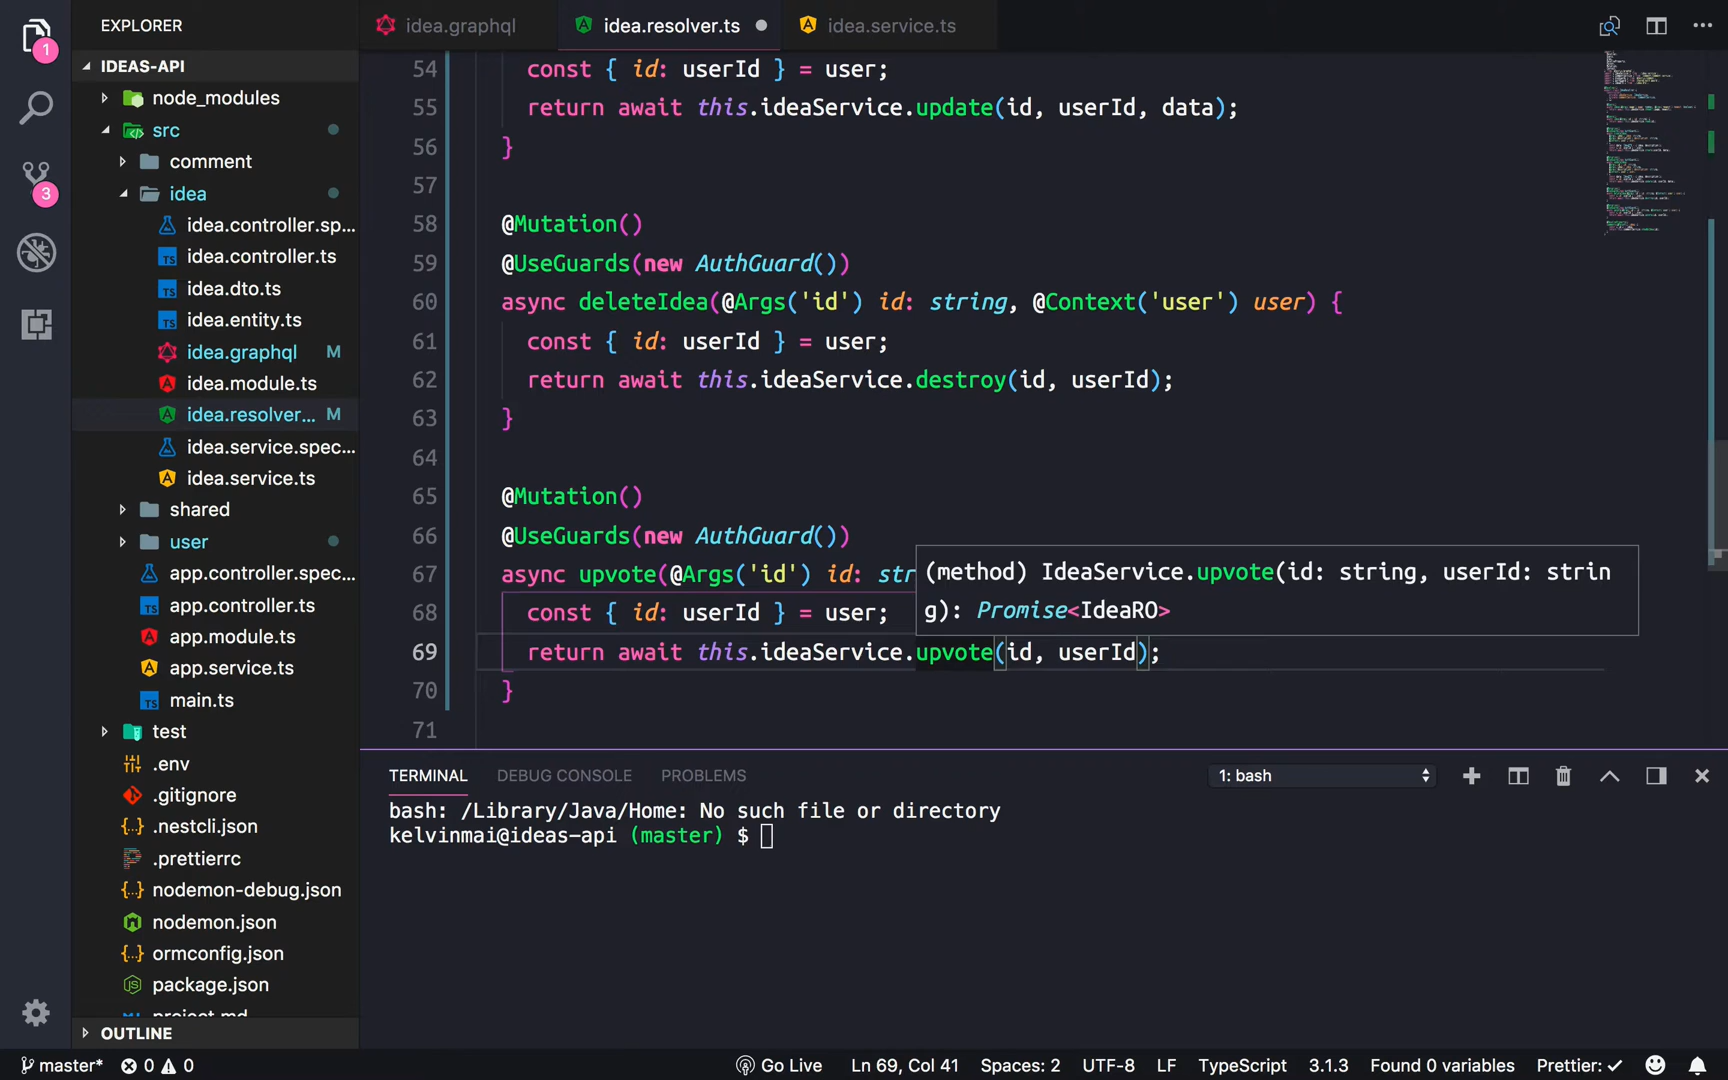 EXPLORER
idea.graphql
idea.resolver.ts
idea.service.ts
1
IDEAS-API
node_modules
src
comment
idea
idea.controller.sp...
idea.controller.ts
idea.dto.ts
idea.entity.ts
idea.graphql M
idea.module.ts
idea.resolver... M
idea.service.spec...
idea.service.ts
shared
user
app.controller.spec...
app.controller.ts
app.module.ts
app.service.ts
main.ts
test
.env
.gitignore
.nestcli.json
.prettierrc
nodemon-debug.json
nodemon.json
ormconfig.json
package.json
project.md
OUTLINE
3
54 const { id: userId } = user;
55 return await this.ideaService.update(id, userId, data);
56 }
57
58 @Mutation()
59 @UseGuards(new AuthGuard())
60 async deleteIdea(@Args('id') id: string, @Context('user') user) {
61 const { id: userId } = user;
62 return await this.ideaService.destroy(id, userId);
63 }
64
65 @Mutation()
66 @UseGuards(new AuthGuard())
67 async upvote(@Args('id') id: str
(method) IdeaService.upvote(id: string, userId: strin
g): Promise<IdeaRO>
68 const { id: userId } = user;
69 return await this.ideaService.upvote(id, userId);
70 }
71
TERMINAL DEBUG CONSOLE PROBLEMS 1: bash
bash: /Library/Java/Home: No such file or directory
kelvinmai@ideas-api (master) $
master* 0 0 Go Live Ln 69, Col 41 Spaces: 2 UTF-8 LF TypeScript 3.1.3 Found 0 variables Prettier: ✓